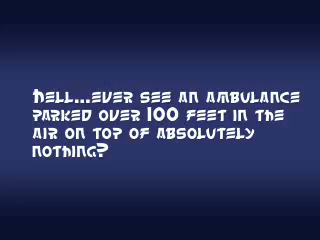 Hell...ever see an ambulance
parked over 100 feet in the
air on top of absolutely
nothing?